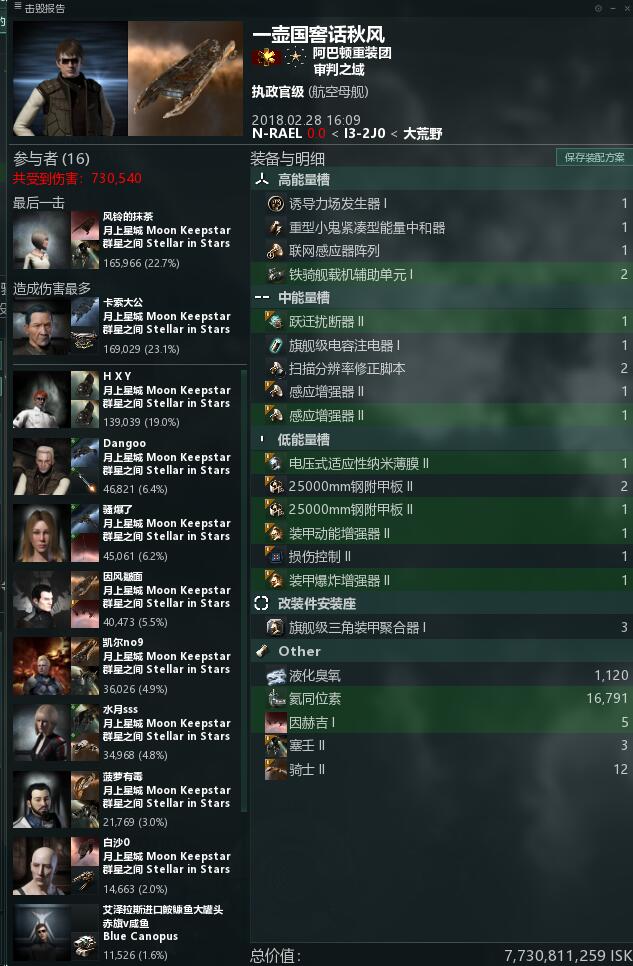 击毁报告
一壶国窖话秋风
阿巴顿重装团
审判之域
执政官级 (航空母舰)
2018.02.28 16:09
N-RAEL 0.0 < I3-2J0 < 大荒野
参与者 (16)
共受到伤害: 730,540
最后一击
风铃的抹茶
月上星城 Moon Keepstar
群星之间 Stellar in Stars
165,966 (22.7%)
造成伤害最多
卡索大公
月上星城 Moon Keepstar
群星之间 Stellar in Stars
169,029 (23.1%)
H X Y
月上星城 Moon Keepstar
群星之间 Stellar in Stars
139,039 (19.0%)
Dangoo
月上星城 Moon Keepstar
群星之间 Stellar in Stars
46,821 (6.4%)
骚爆了
月上星城 Moon Keepstar
群星之间 Stellar in Stars
45,061 (6.2%)
因风皱面
月上星城 Moon Keepstar
群星之间 Stellar in Stars
40,473 (5.5%)
凯尔no9
月上星城 Moon Keepstar
群星之间 Stellar in Stars
36,026 (4.9%)
水月sss
月上星城 Moon Keepstar
群星之间 Stellar in Stars
34,968 (4.8%)
菠萝有毒
月上星城 Moon Keepstar
群星之间 Stellar in Stars
21,769 (3.0%)
白沙0
月上星城 Moon Keepstar
群星之间 Stellar in Stars
14,663 (2.0%)
艾泽拉斯进口鲮鱼大罐头
赤旗v咸鱼
Blue Canopus
11,526 (1.6%)
装备与明细
保存装配方案
高能量槽
诱导力场发生器 I 1
重型小鬼紧凑型能量中和器 1
联网感应器阵列 1
铁骑舰载机辅助单元 I 2
中能量槽
跃迁扰断器 II 1
旗舰级电容注电器 I 1
扫描分辨率修正脚本 2
感应增强器 II 1
感应增强器 II 1
低能量槽
电压式适应性纳米薄膜 II 1
25000mm钢附甲板 II 2
25000mm钢附甲板 II 1
装甲动能增强器 II 1
损伤控制 II 1
装甲爆炸增强器 II 1
改装件安装座
旗舰级三角装甲聚合器 I 3
Other
液化臭氧 1,120
氦同位素 16,791
因赫吉 I 5
塞壬 II 3
骑士 II 12
总价值: 7,730,811,259 ISK